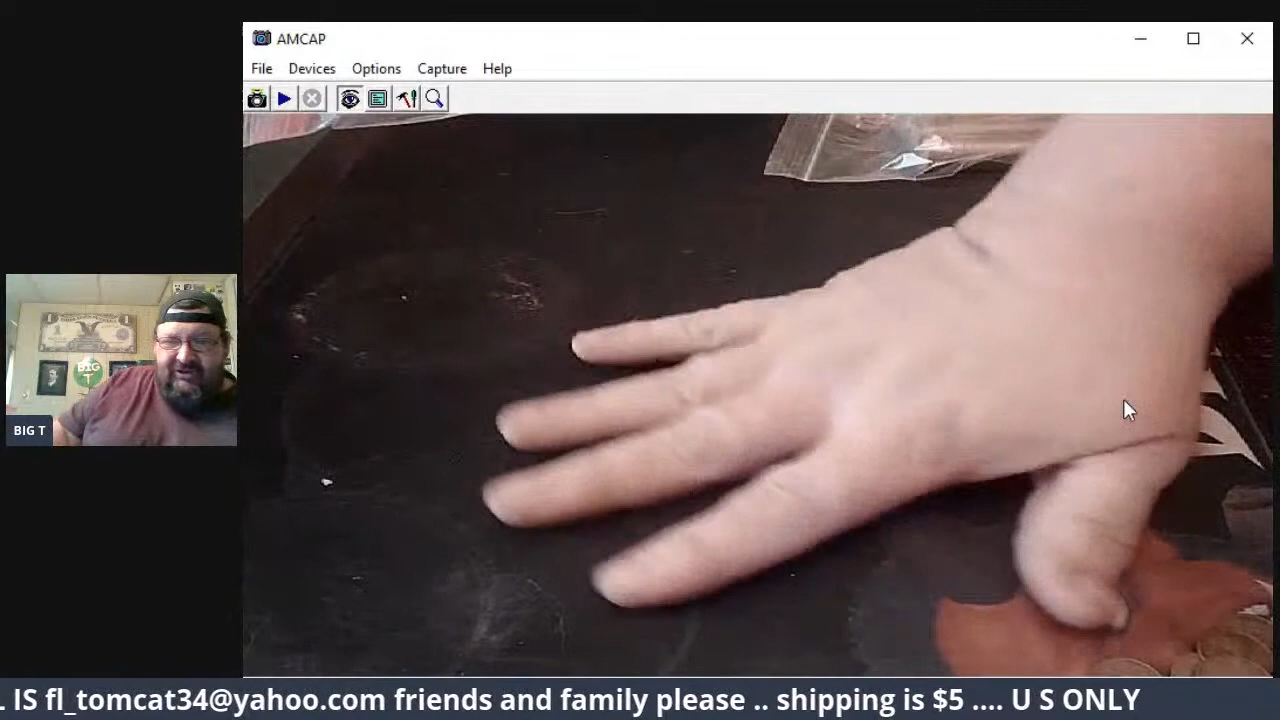 AMCAP
File Devices Options Capture Help
BIG
T
BIG T
IS fl_tomcat34@yahoo.com friends and family please .. shipping is $5 .... U S ONLY